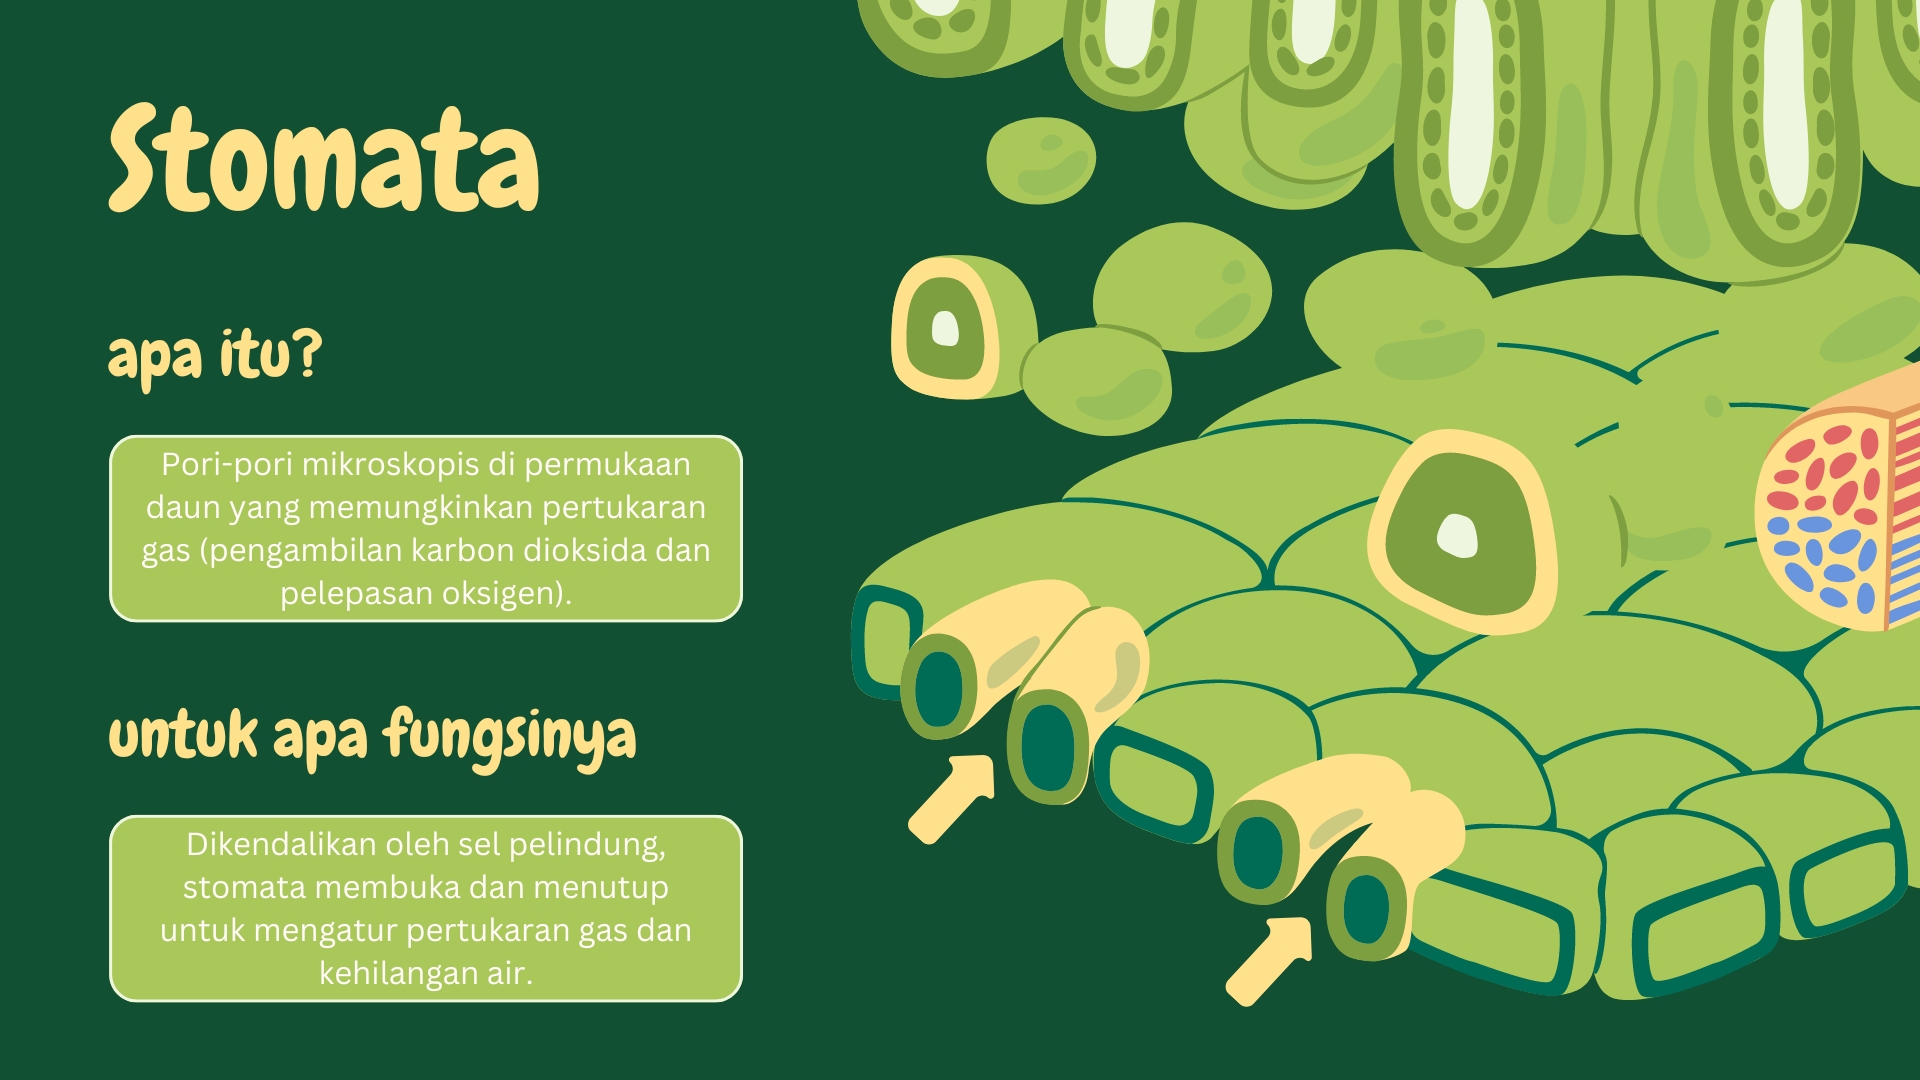 Stomata
apa itu?
Pori-pori mikroskopis di permukaan
daun yang memungkinkan pertukaran
gas (pengambilan karbon dioksida dan
pelepasan oksigen).
untuk apa fungsinya
Dikendalikan oleh sel pelindung,
stomata membuka dan menutup
untuk mengatur pertukaran gas dan
kehilangan air.